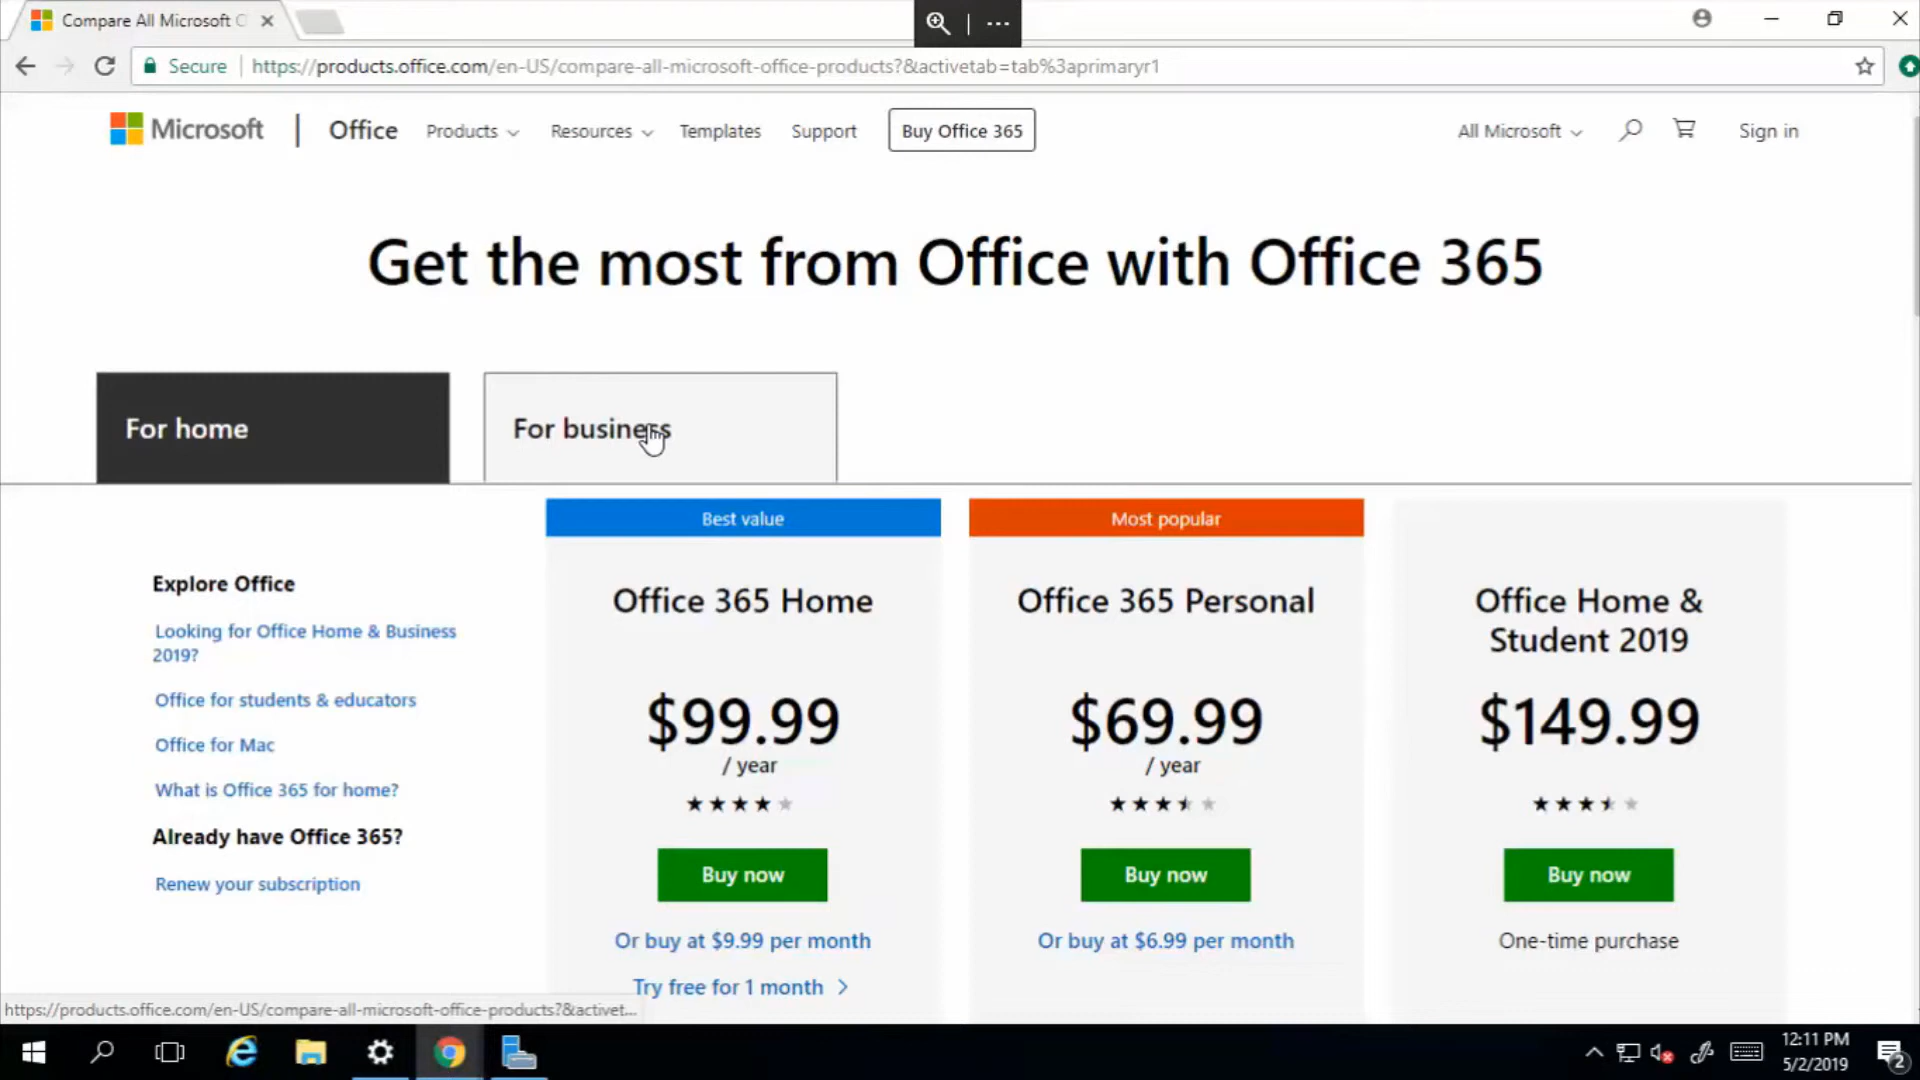 Compare All Microsoft O
Secure
https://products.office.com/en-US/compare-all-microsoft-office-products?&activetab=tab%3aprimaryr1
Microsoft
Office
Products
Resources
Templates
Support
Buy Office 365
All Microsoft
Sign in
Get the most from Office with Office 365
For home
For business
Explore Office
Looking for Office Home & Business
2019?
Office for students & educators
Office for Mac
What is Office 365 for home?
Already have Office 365?
Renew your subscription
Best value
Office 365 Home
$99.99
/ year
Buy now
Or buy at $9.99 per month
Try free for 1 month
Most popular
Office 365 Personal
$69.99
/ year
Buy now
Or buy at $6.99 per month
Office Home &
Student 2019
$149.99
Buy now
One-time purchase
https://products.office.com/en-US/compare-all-microsoft-office-products?&activet...
12:11 PM
5/2/2019
2